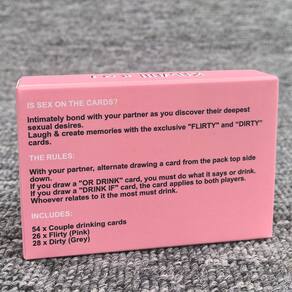 IS SEX ON THE CARDS?
Intimately bond with your partner as you discover their deepest
sexual desires.
Laugh & create memories with the exclusive "FLIRTY" and "DIRTY"
cards.
THE RULES:
With your partner, alternate drawing a card from the pack top side
down.
If you draw a "OR DRINK" card, you must do what it says or drink.
If you draw a "DRINK IF" card, the card applies to both players.
Whoever relates to it the most must drink.
INCLUDES:
54 x Couple drinking cards
26 x Flirty (Pink)
28 x Dirty (Grey)